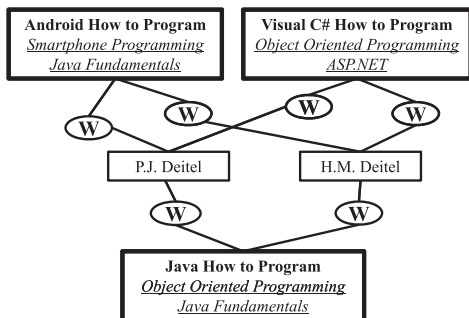 Android How to Program
Smartphone Programming
Java Fundamentals
Visual C# How to Program
Object Oriented Programming
ASP.NET
W
W
W
W
P.J. Deitel
H.M. Deitel
W
W
Java How to Program
Object Oriented Programming
Java Fundamentals